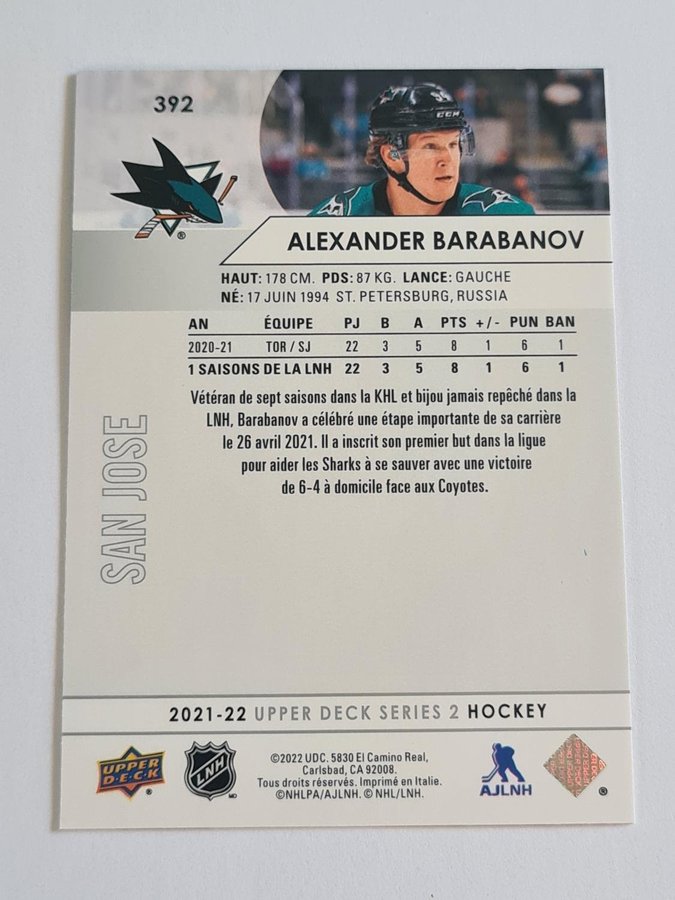 392
CCM
ALEXANDER BARABANOV
HAUT: 178 CM. PDS: 87 KG. LANCE: GAUCHE
NÉ: 17 JUIN 1994 ST. PETERSBURG, RUSSIA
AN ÉQUIPE PJ B A PTS +/- PUN BAN
2020-21 TOR / SJ 22 3 5 8 1 6 1
1 SAISONS DE LA LNH 22 3 5 8 1 6 1
Vétéran de sept saisons dans la KHL et bijou jamais repêché dans la
LNH, Barabanov a célébré une étape importante de sa carrière
le 26 avril 2021. Il a inscrit son premier but dans la ligue
pour aider les Sharks à se sauver avec une victoire
de 6-4 à domicile face aux Coyotes.
SAN JOSE
2021-22 UPPER DECK SERIES 2 HOCKEY
UPPER DECK ®
LNH MD
©2022 UDC. 5830 El Camino Real,
Carlsbad, CA 92008.
Tous droits réservés. Imprimé en Italie.
©NHLPA/AJLNH. © NHL/LNH.
AJLNH
®